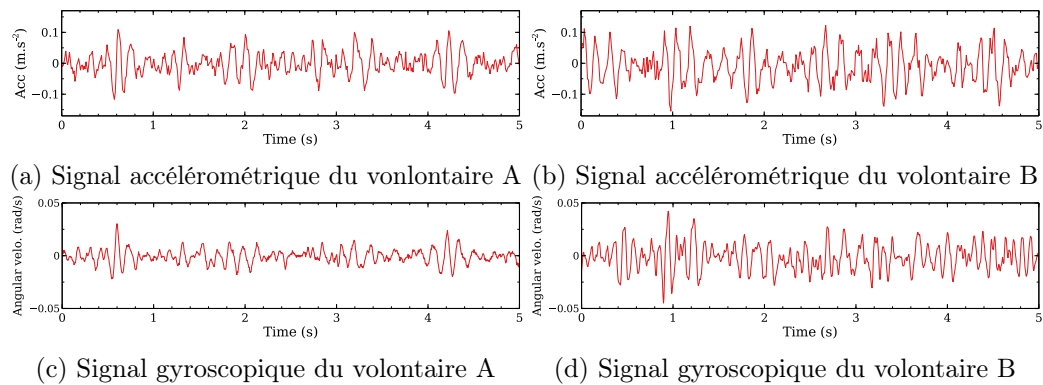 Acc (m.s⁻²)
0.1
0
−0.1
0 1 2 3 4 5
Time (s)
Acc (m.s⁻²)
0.1
0
−0.1
0 1 2 3 4 5
Time (s)
(a) Signal accélérométrique du vonlontaire A
(b) Signal accélérométrique du volontaire B
Angular velo. (rad/s)
0.05
0
−0.05
0 1 2 3 4 5
Time (s)
Angular velo. (rad/s)
0.05
0
−0.05
0 1 2 3 4 5
Time (s)
(c) Signal gyroscopique du volontaire A
(d) Signal gyroscopique du volontaire B